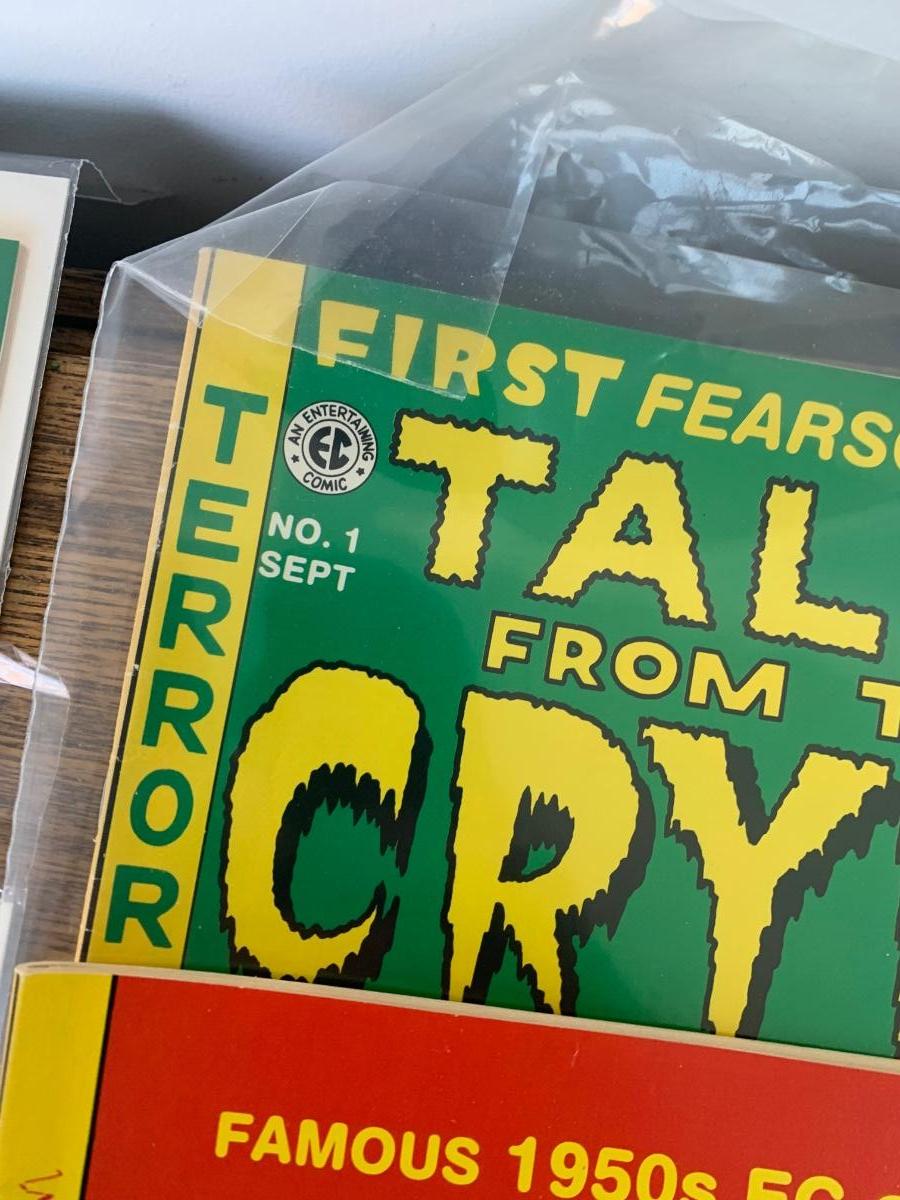 FIRST FEARSO
TERROR
AN ENTERTAINING
EC
COMIC
NO. 1
SEPT
TAL
FROM T
CRY
FAMOUS 1950s EC